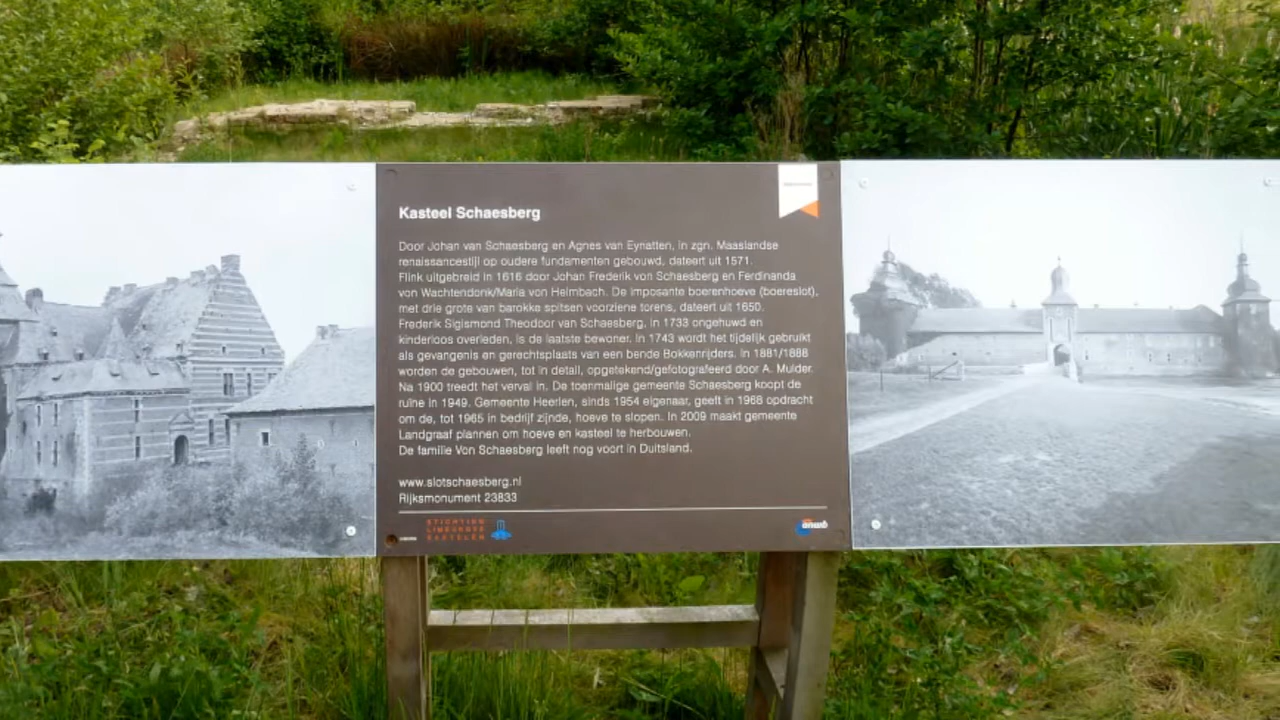 Kasteel Schaesberg
Door Johan van Schaesberg en Agnes van Eynatten, in zgn. Maaslandse
renaissancestijl op oudere fundamenten gebouwd, dateert uit 1571.
Flink uitgebreid in 1616 door Johan Frederik von Schaesberg en Ferdinanda
von Wachtendonk/Maria von Helmbach. De imposante boerenhoeve (boereslot),
met drie grote van barokke spitsen voorziene torens, dateert uit 1650.
Frederik Sigismond Theodoor van Schaesberg, in 1733 ongehuwd en
kinderloos overleden, is de laatste bewoner. In 1743 wordt het tijdelijk gebruikt
als gevangenis en gerechtsplaats van een bende Bokkenrijders. In 1881/1888
worden de gebouwen, tot in detail, opgetekend/gefotografeerd door A. Mulder.
Na 1900 treedt het verval in. De toenmalige gemeente Schaesberg koopt de
ruïne in 1949. Gemeente Heerlen, sinds 1954 eigenaar, geeft in 1968 opdracht
om de, tot 1965 in bedrijf zijnde, hoeve te slopen. In 2009 maakt gemeente
Landgraaf plannen om hoeve en kasteel te herbouwen.
De familie Von Schaesberg leeft nog voort in Duitsland.
www.slotschaesberg.nl
Rijksmonument 23833
STICHTING
LIMBURGSE
KASTELEN
anwb